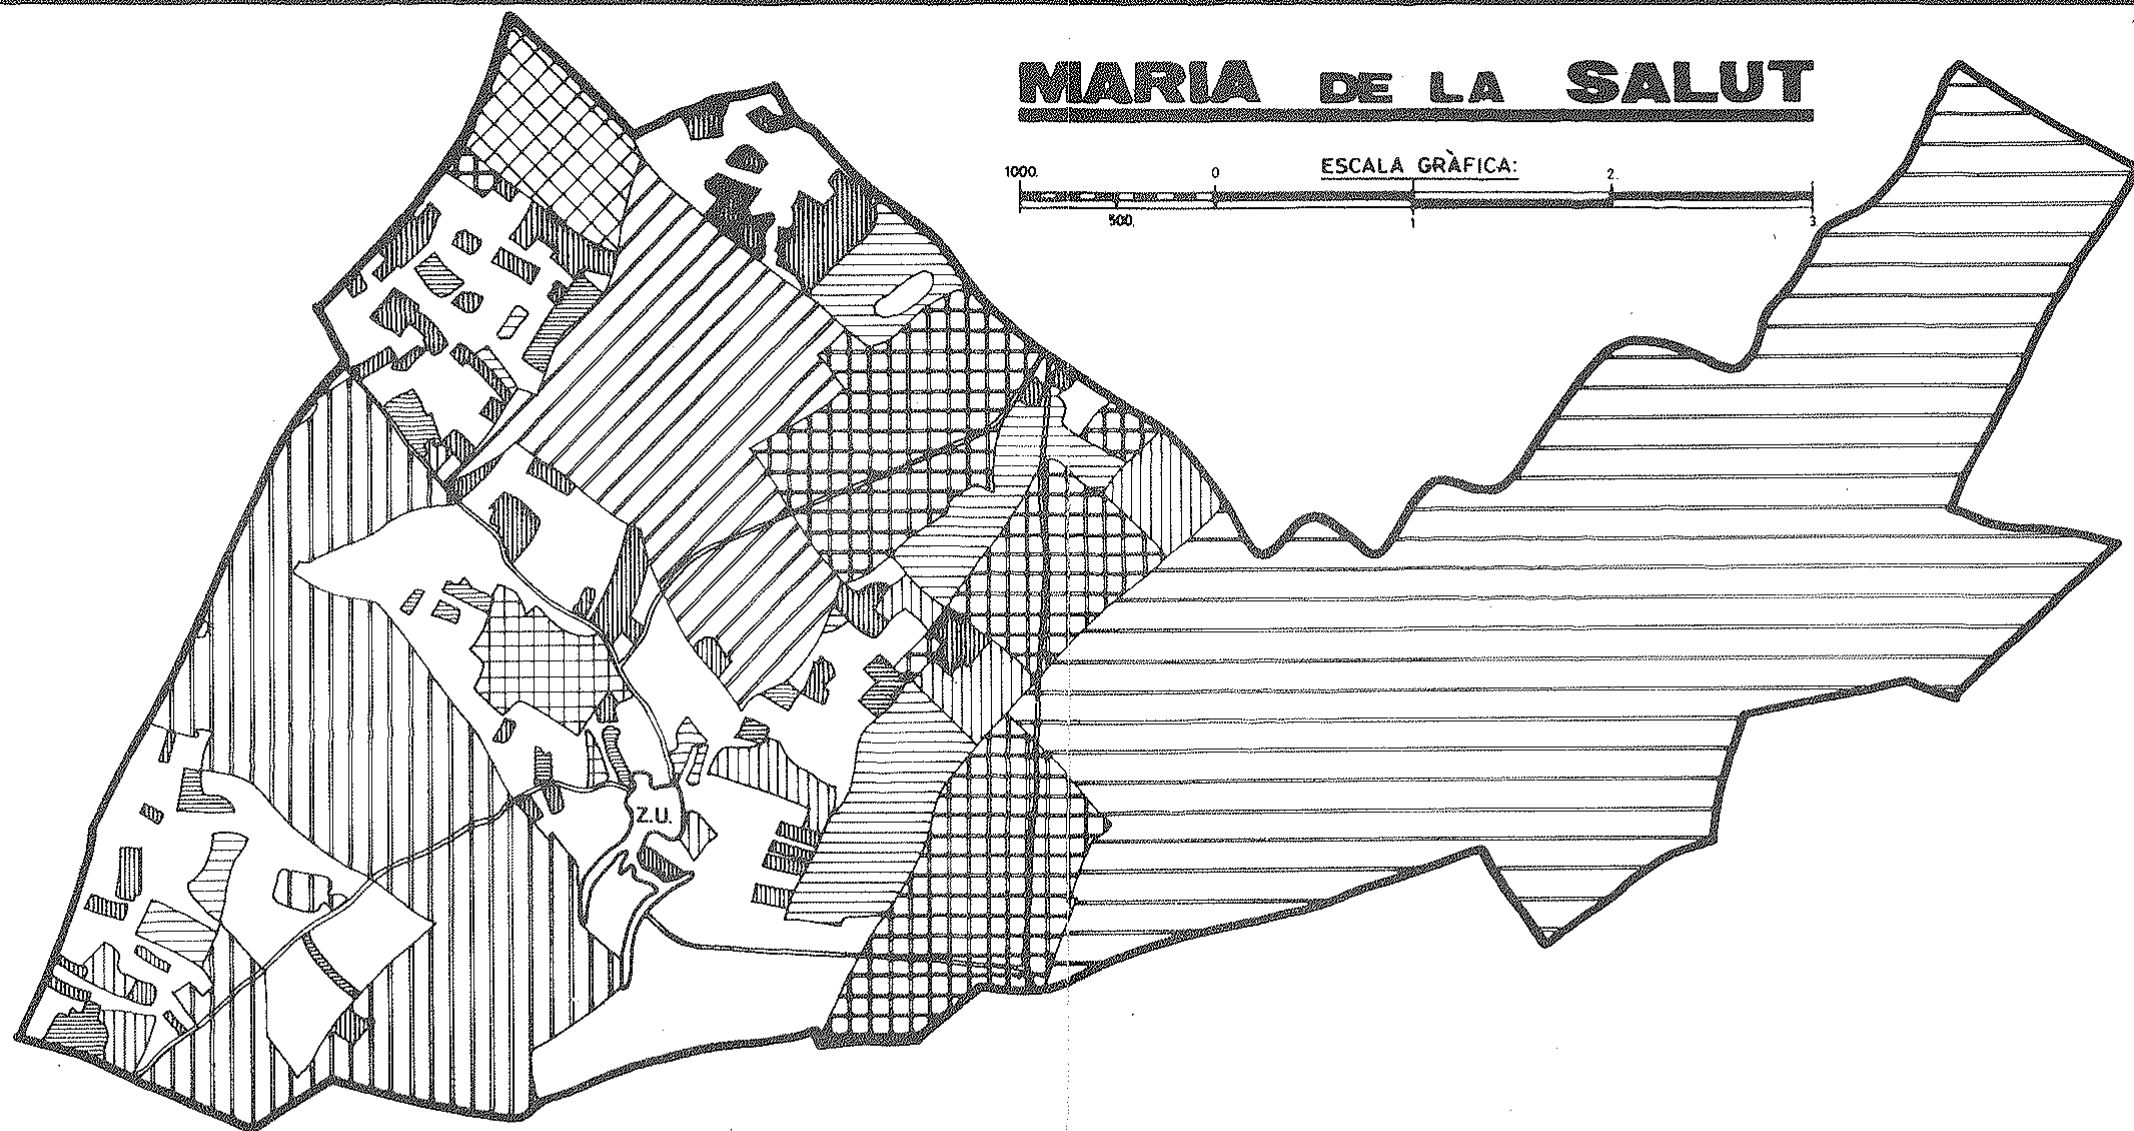 MARIA DE LA SALUT
ESCALA GRÀFICA:
1000. 0 2.
500. 1 3
Z.U.